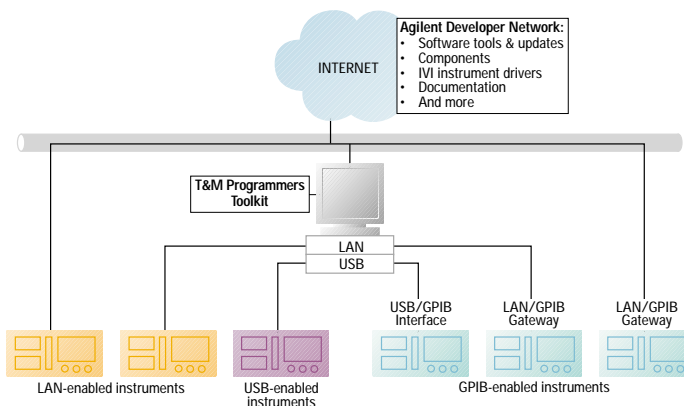 Agilent Developer Network:
• Software tools & updates
• Components
• IVI instrument drivers
• Documentation
• And more
INTERNET
T&M Programmers
Toolkit
LAN
USB
USB/GPIB
Interface
LAN/GPIB
Gateway
LAN/GPIB
Gateway
LAN-enabled instruments
USB-enabled
instruments
GPIB-enabled instruments